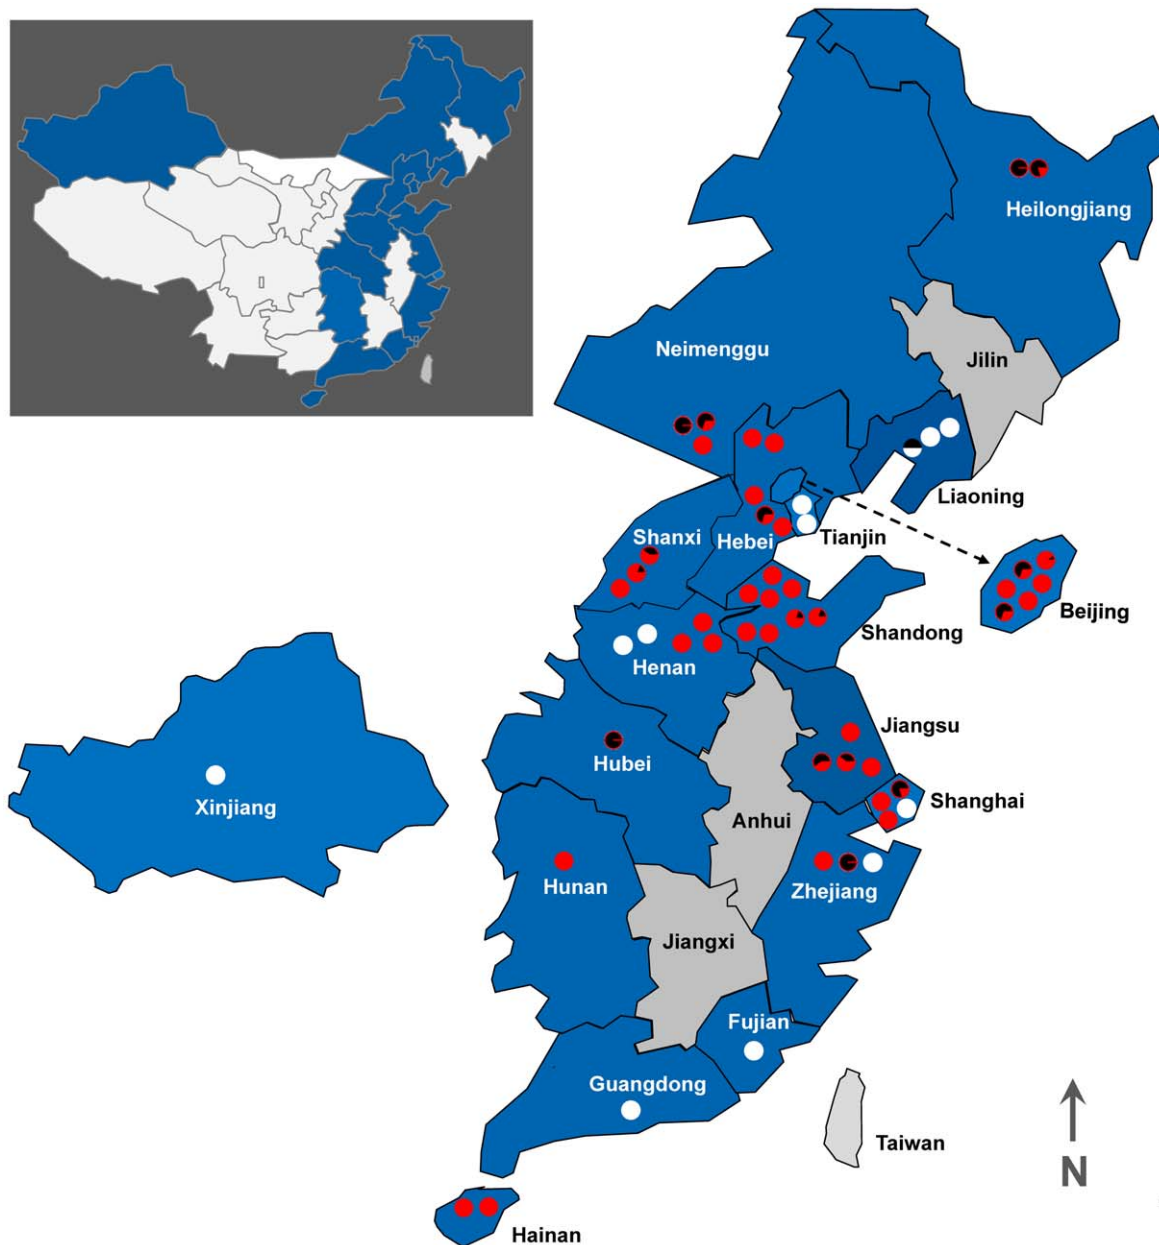 Heilongjiang
Neimenggu
Jilin
Liaoning
Shanxi
Hebei
Tianjin
Beijing
Shandong
Henan
Jiangsu
Hubei
Xinjiang
Shanghai
Anhui
Hunan
Zhejiang
Jiangxi
Fujian
Guangdong
Taiwan
N
Hainan